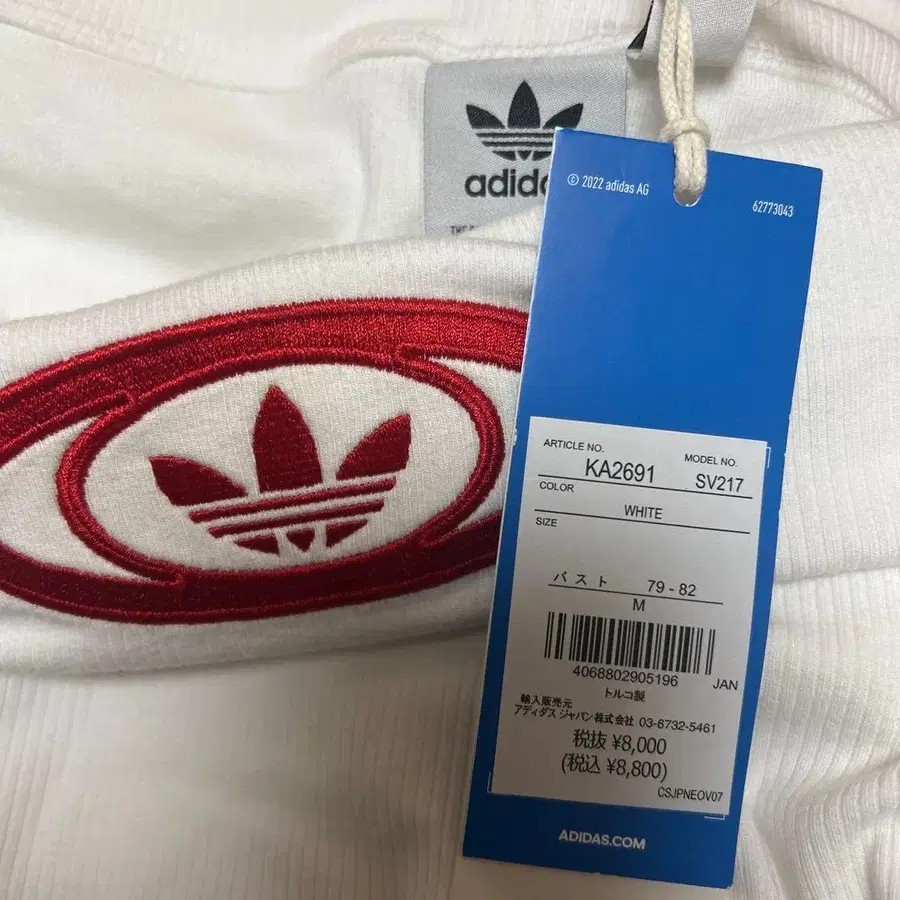 adidas
© 2022 adidas AG
62773043
ARTICLE NO.
KA2691
MODEL NO.
SV217
COLOR
WHITE
SIZE
バスト 79 - 82
M
4068802905196 JAN
トルコ製
輸入販売元
アディダス ジャパン株式会社 03-6732-5461
税抜 ¥8,000
(税込 ¥8,800)
CSJPNEOV07
ADIDAS.COM